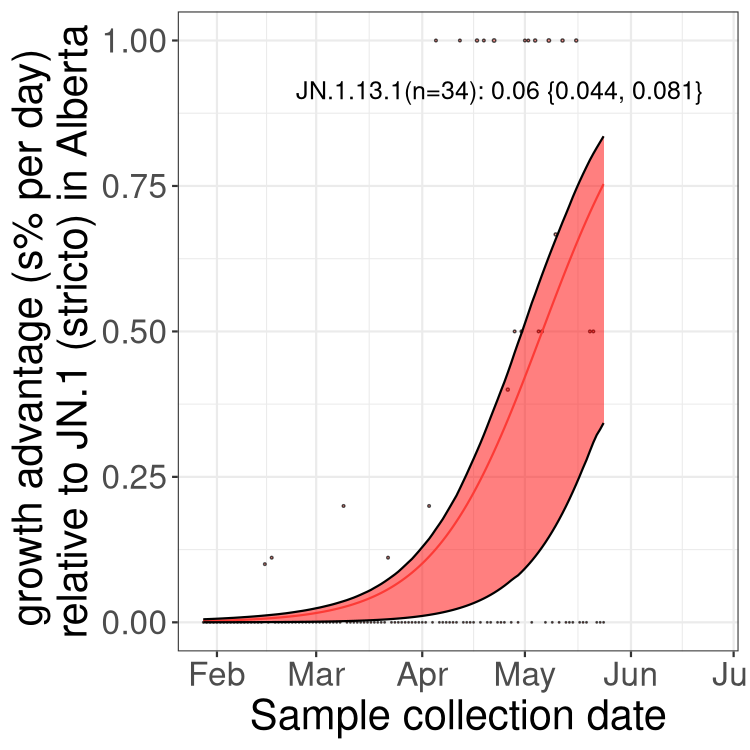 growth advantage (s% per day)
relative to JN.1 (stricto) in Alberta
1.00
0.75
0.50
0.25
0.00
JN.1.13.1(n=34): 0.06 {0.044, 0.081}
Feb Mar Apr May Jun Ju
Sample collection date